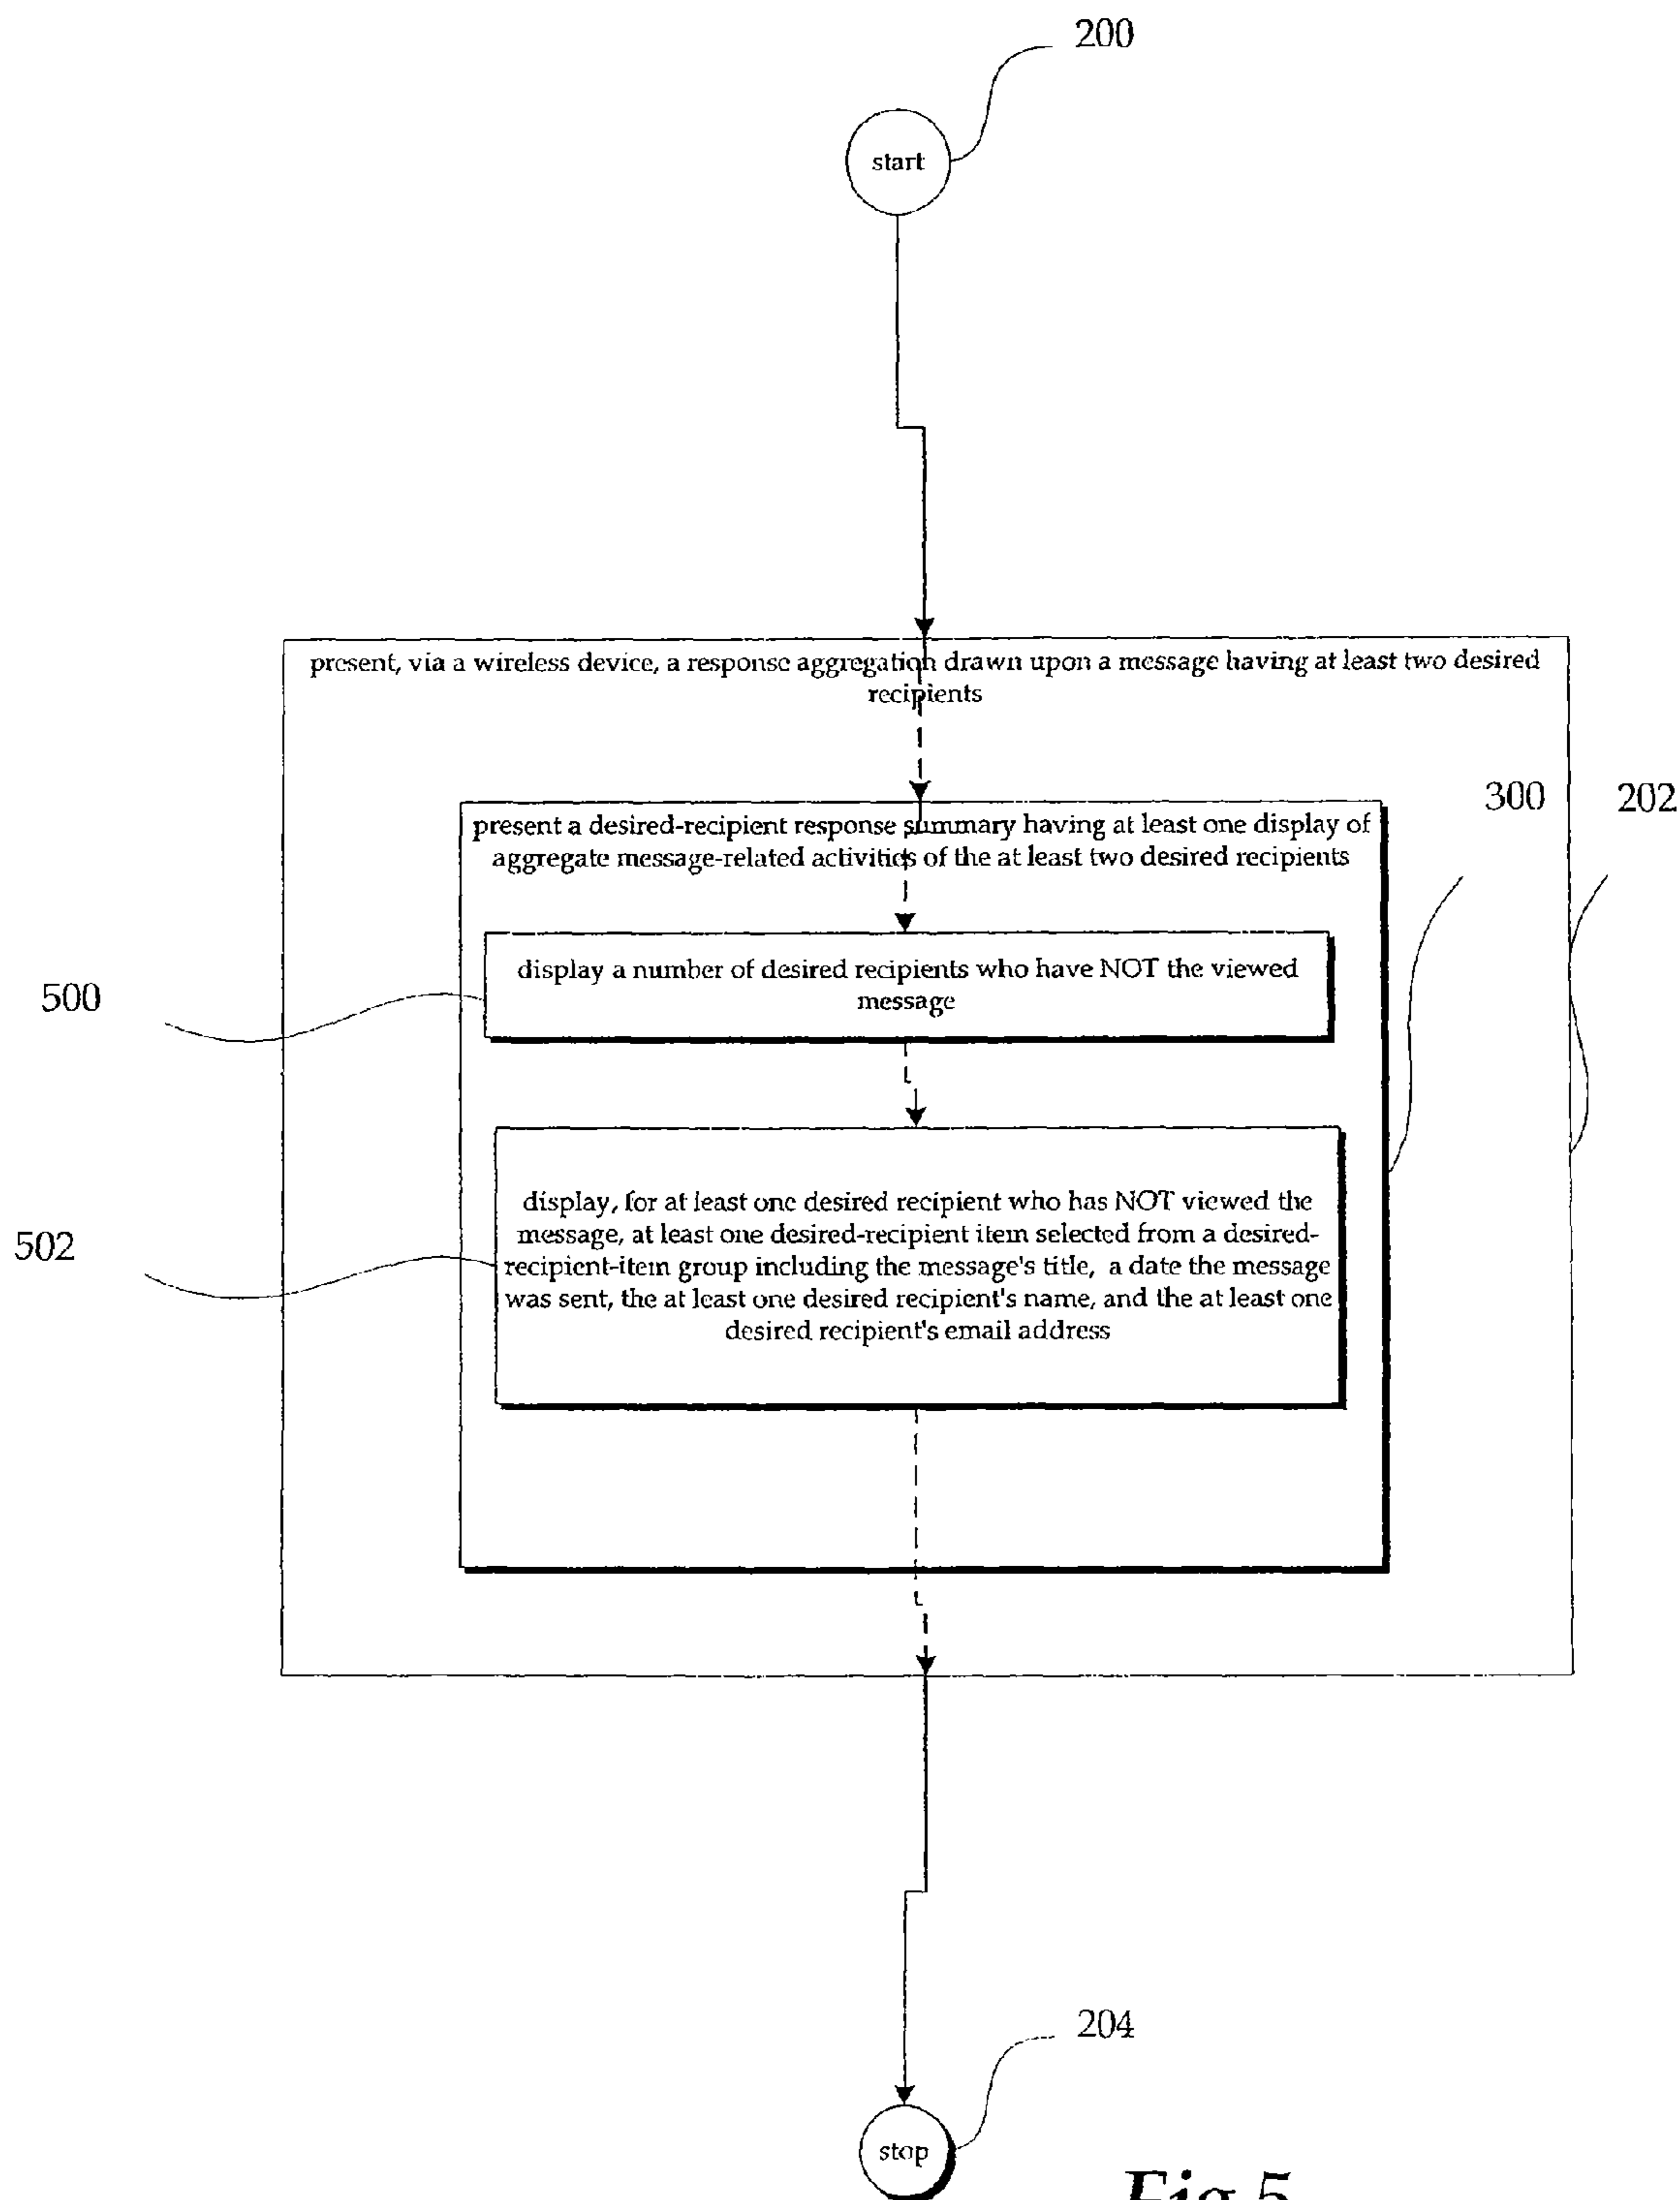 200
start
present, via a wireless device, a response aggregation drawn upon a message having at least two desired
recipients
300
202
present a desired-recipient response summary having at least one display of
aggregate message-related activities of the at least two desired recipients
display a number of desired recipients who have NOT the viewed
message
500
display, for at least one desired recipient who has NOT viewed the
message, at least one desired-recipient item selected from a desired-
recipient-item group including the message's title, a date the message
was sent, the at least one desired recipient's name, and the at least one
desired recipient's email address
502
204
stop
Fig 5